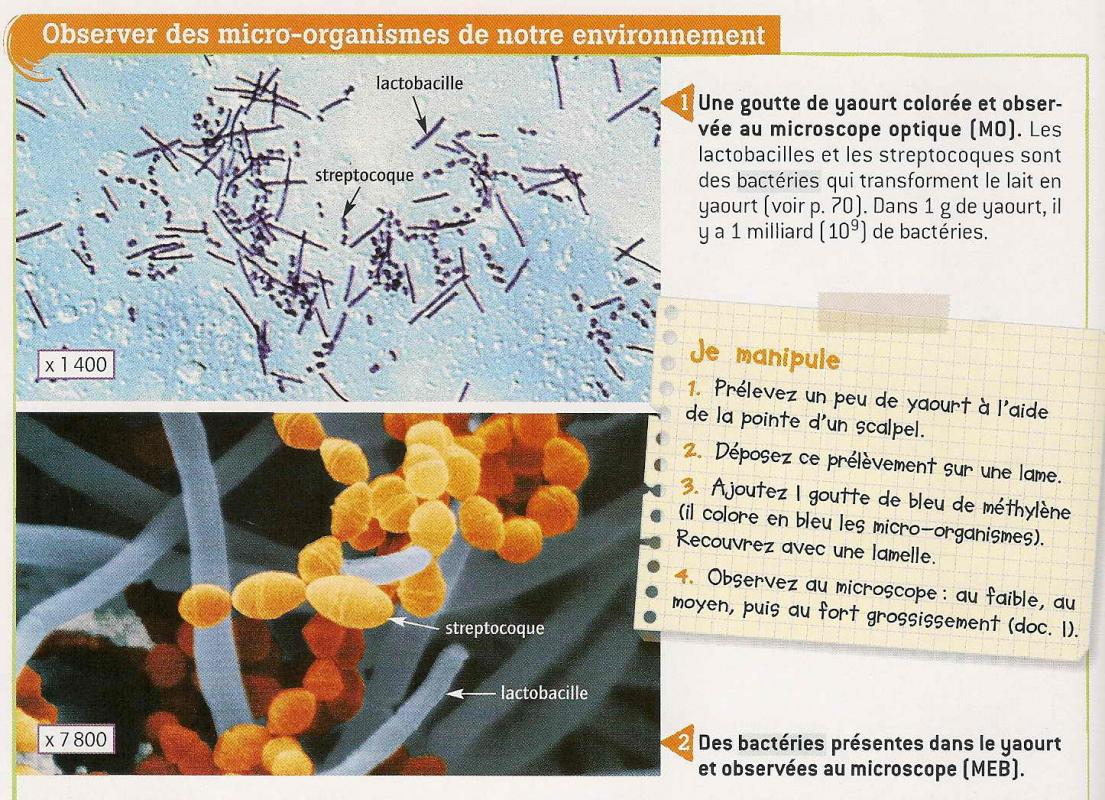 Observer des micro-organismes de notre environnement
lactobacille
streptocoque
x 1 400
1 Une goutte de yaourt colorée et obser-
vée au microscope optique (MO). Les
lactobacilles et les streptocoques sont
des bactéries qui transforment le lait en
yaourt (voir p. 70). Dans 1 g de yaourt, il
y a 1 milliard (10⁹) de bactéries.
Je manipule
1. Prélevez un peu de yaourt à l'aide
de la pointe d'un scalpel.
2. Déposez ce prélèvement sur une lame.
3. Ajoutez 1 goutte de bleu de méthylène
(il colore en bleu les micro-organismes).
Recouvrez avec une lamelle.
4. Observez au microscope : au faible, au
moyen, puis au fort grossissement (doc. 1).
streptocoque
lactobacille
x 7 800
2 Des bactéries présentes dans le yaourt
et observées au microscope (MEB).